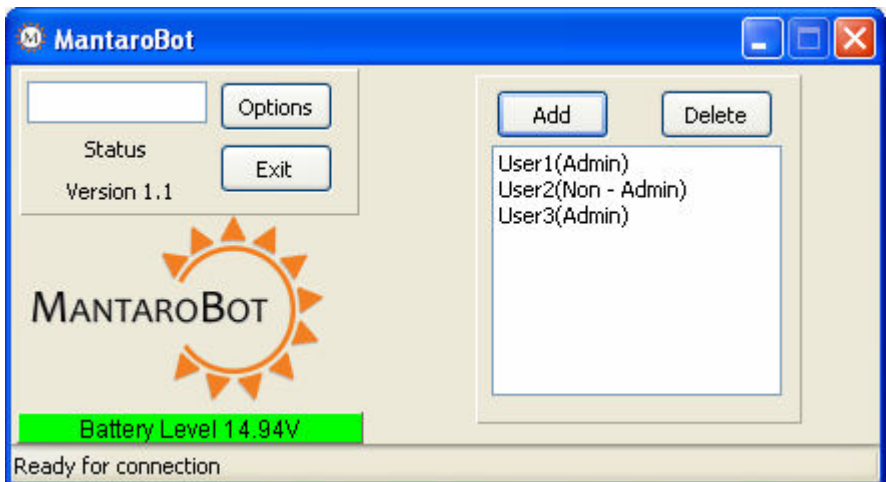 MantaroBot
Options
Status
Exit
Version 1.1
MANTAROBOT
Battery Level 14.94V
Add
Delete
User1(Admin)
User2(Non - Admin)
User3(Admin)
Ready for connection